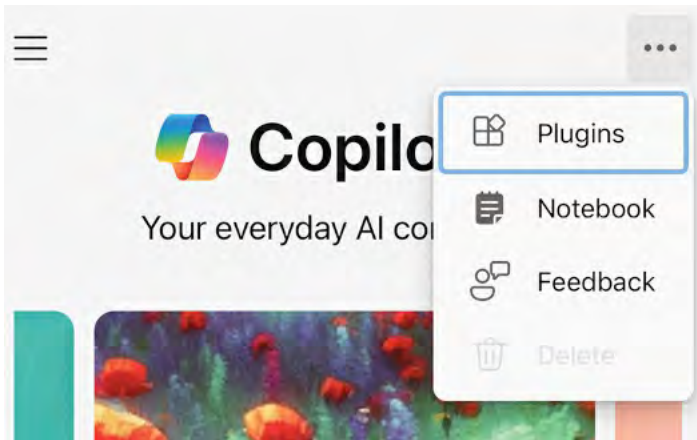 Copilo
Your everyday AI co
Plugins
Notebook
Feedback
Delete